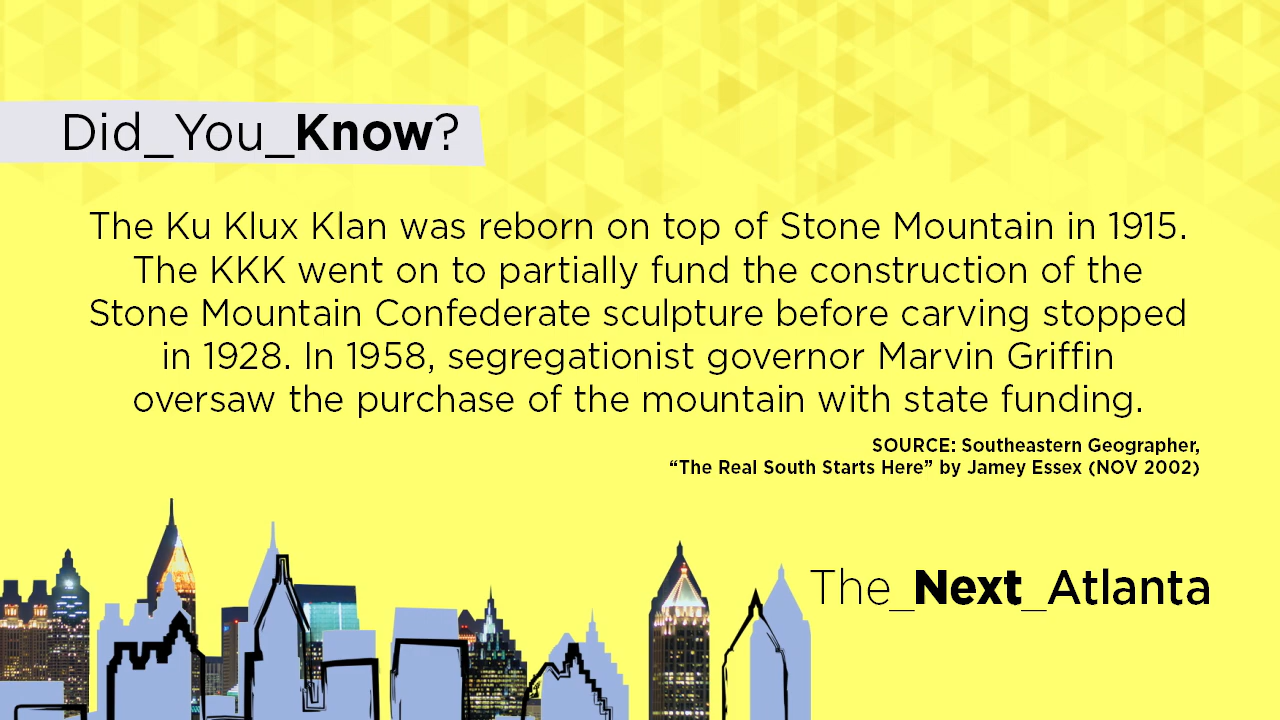 Did_You_Know?
The Ku Klux Klan was reborn on top of Stone Mountain in 1915.
The KKK went on to partially fund the construction of the
Stone Mountain Confederate sculpture before carving stopped
in 1928. In 1958, segregationist governor Marvin Griffin
oversaw the purchase of the mountain with state funding.
SOURCE: Southeastern Geographer,
“The Real South Starts Here” by Jamey Essex (NOV 2002)
The_Next_Atlanta